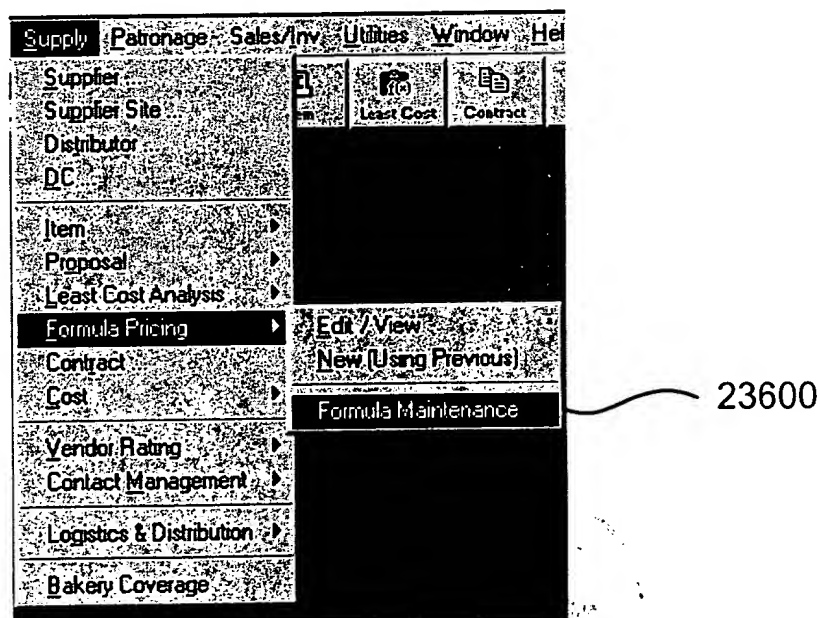 Supply Patronage Sales/Inv Utilities Window Hel
Supplier...
Supplier Site...
Distributor...
DC...
Least Cost
Contract
Item
Proposal
Least Cost Analysis
Formula Pricing
Edit / View
New (Using Previous)
Contract
Cost
Formula Maintenance
23600
Vendor Rating
Contact Management
Logistics & Distribution
Bakery Coverage